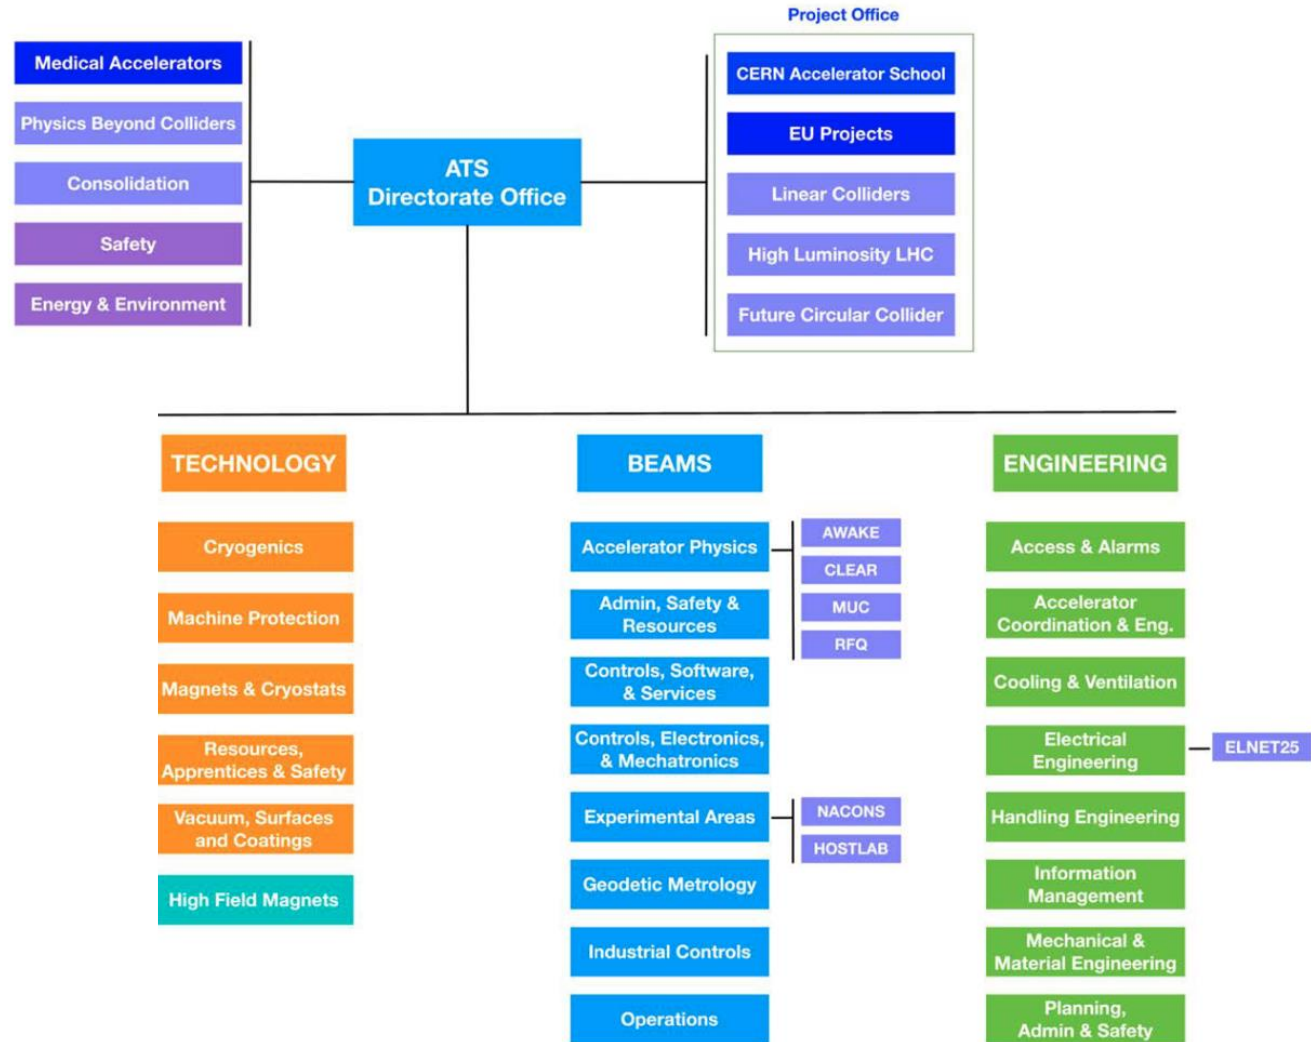 Project Office
Medical Accelerators
Physics Beyond Colliders
Consolidation
Safety
Energy & Environment
ATS
Directorate Office
CERN Accelerator School
EU Projects
Linear Colliders
High Luminosity LHC
Future Circular Collider
TECHNOLOGY
Cryogenics
Machine Protection
Magnets & Cryostats
Resources,
Apprentices & Safety
Vacuum, Surfaces
and Coatings
High Field Magnets
BEAMS
Accelerator Physics
AWAKE
CLEAR
MUC
RFQ
Admin, Safety &
Resources
Controls, Software,
& Services
Controls, Electronics,
& Mechatronics
Experimental Areas
NACONS
HOSTLAB
Geodetic Metrology
Industrial Controls
Operations
ENGINEERING
Access & Alarms
Accelerator
Coordination & Eng.
Cooling & Ventilation
Electrical
Engineering
ELNET25
Handling Engineering
Information
Management
Mechanical &
Material Engineering
Planning,
Admin & Safety